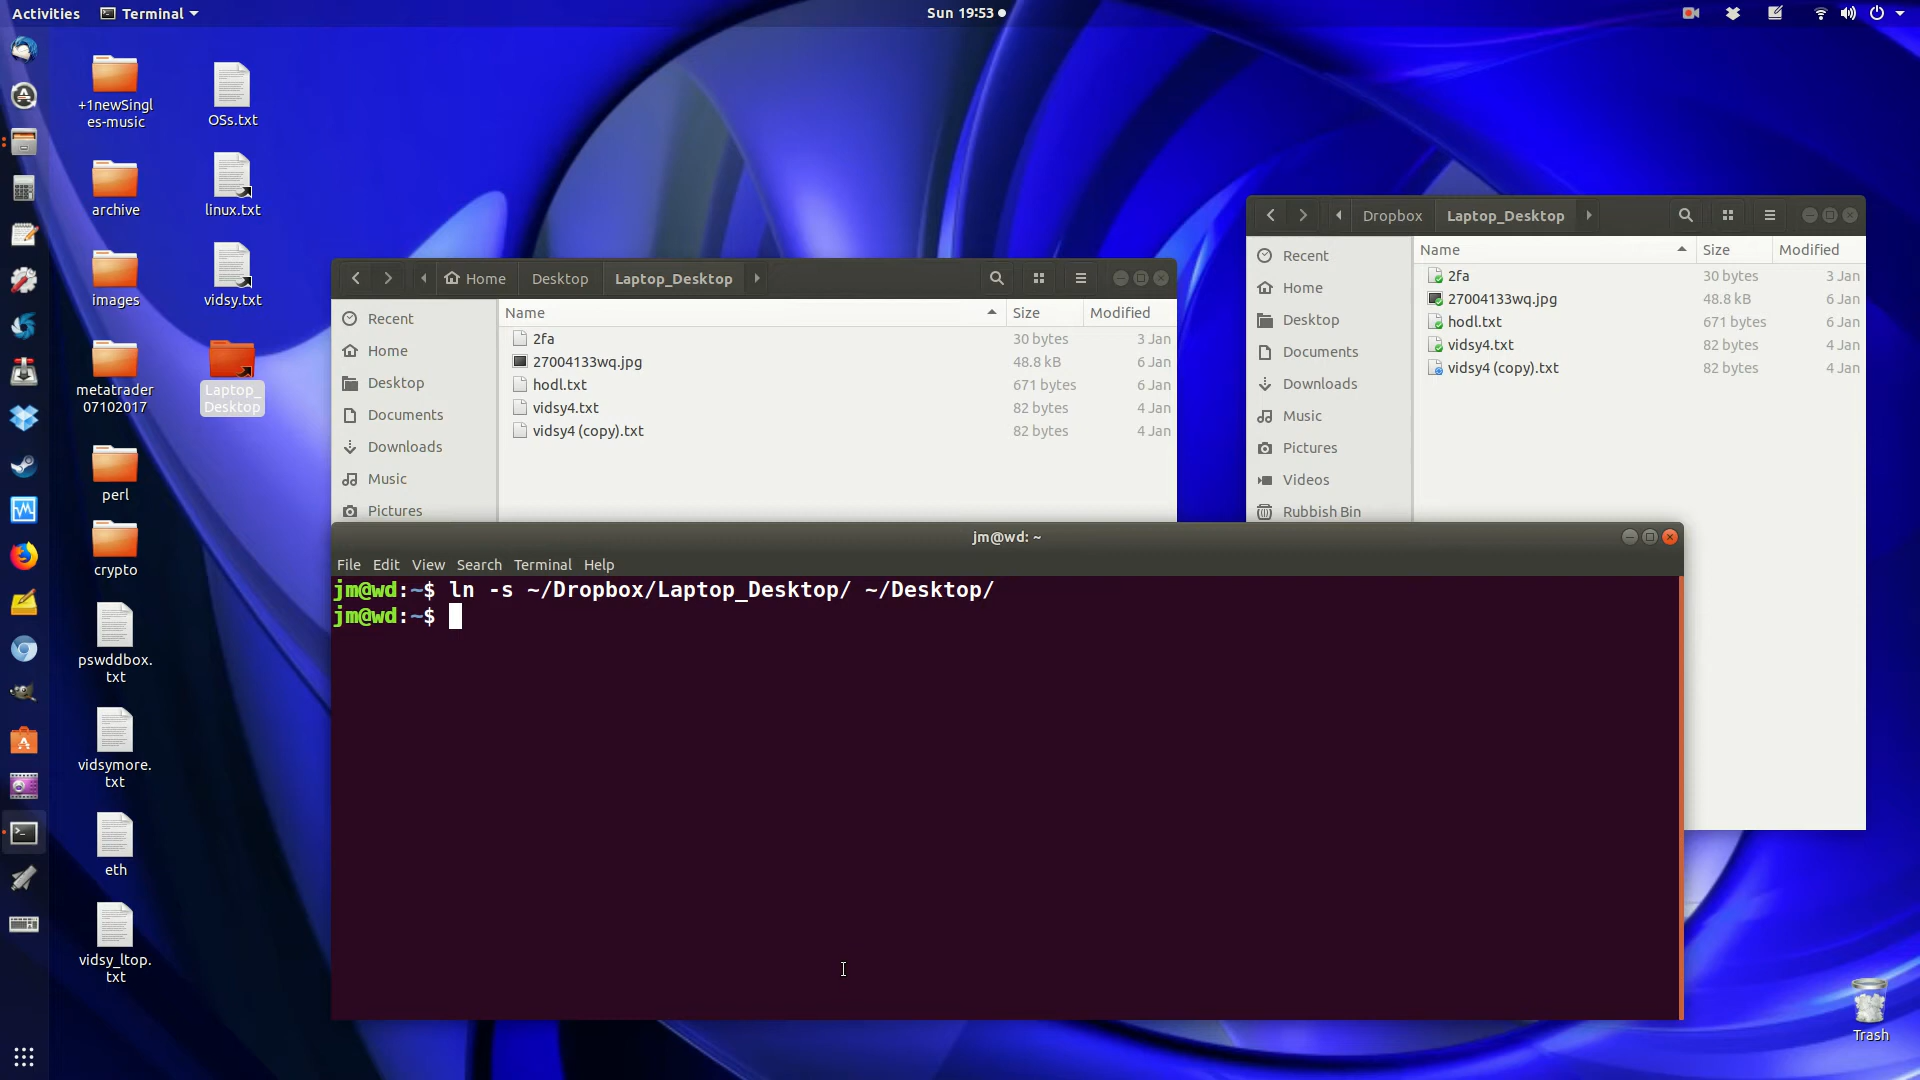 Activities
Terminal
Sun 19:53
+1newSingl
es-music
OSs.txt
archive
linux.txt
images
vidsy.txt
metatrader
07102017
Laptop_
Desktop
perl
crypto
pswddbox.
txt
vidsymore.
txt
eth
vidsy_ltop.
txt
Home
Desktop
Laptop_Desktop
Recent
Home
Desktop
Documents
Downloads
Music
Pictures
Name Size Modified
2fa 30 bytes 3 Jan
27004133wq.jpg 48.8 kB 6 Jan
hodl.txt 671 bytes 6 Jan
vidsy4.txt 82 bytes 4 Jan
vidsy4 (copy).txt 82 bytes 4 Jan
Dropbox
Laptop_Desktop
Recent
Home
Desktop
Documents
Downloads
Music
Pictures
Videos
Rubbish Bin
Name Size Modified
2fa 30 bytes 3 Jan
27004133wq.jpg 48.8 kB 6 Jan
hodl.txt 671 bytes 6 Jan
vidsy4.txt 82 bytes 4 Jan
vidsy4 (copy).txt 82 bytes 4 Jan
jm@wd: ~
File Edit View Search Terminal Help
jm@wd:~$ ln -s ~/Dropbox/Laptop_Desktop/ ~/Desktop/
jm@wd:~$
Trash